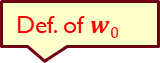 Def. of w₀